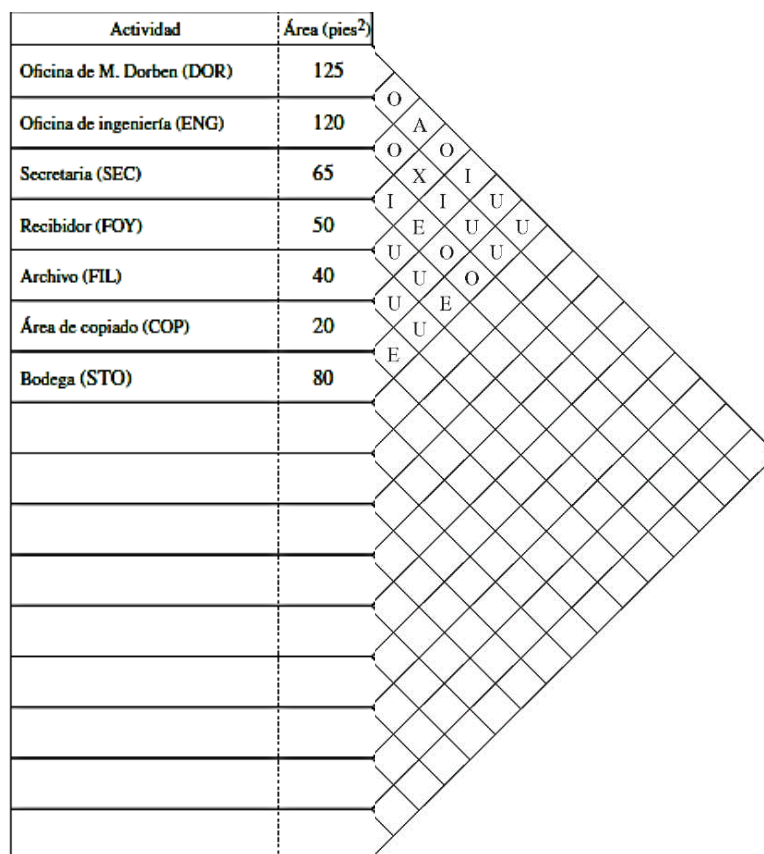 Actividad Área (pies²)
Oficina de M. Dorben (DOR) 125
O
Oficina de ingeniería (ENG) 120 A
O O
Secretaria (SEC) 65 X I
I I U
Recibidor (FOY) 50 E U U
U O U
Archivo (FIL) 40 U O
U E
Área de copiado (COP) 20 U
E
Bodega (STO) 80